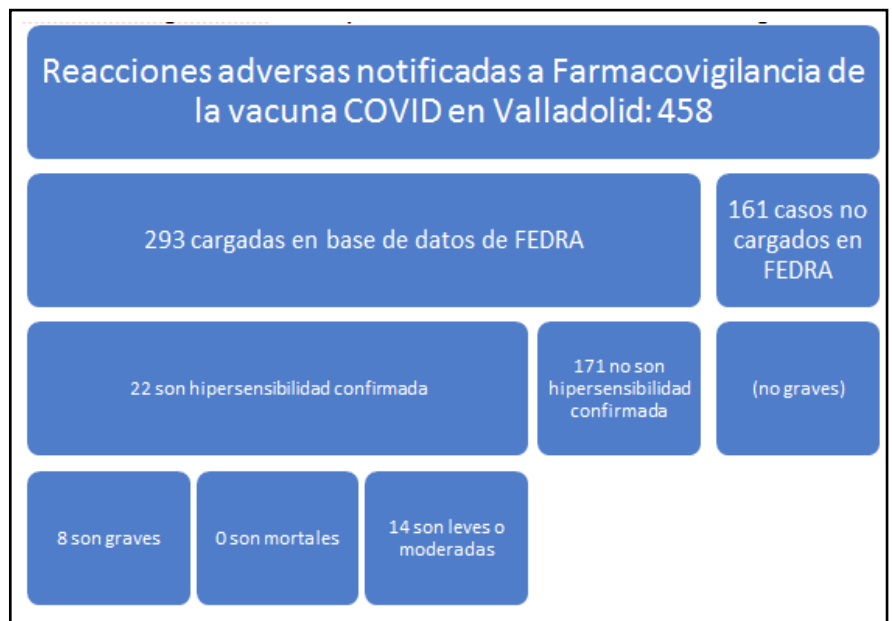 Reacciones adversas notificadas a Farmacovigilancia de
la vacuna COVID en Valladolid: 458
293 cargadas en base de datos de FEDRA
161 casos no
cargados en
FEDRA
22 son hipersensibilidad confirmada
171 no son
hipersensibilidad
confirmada
(no graves)
8 son graves
0 son mortales
14 son leves o
moderadas